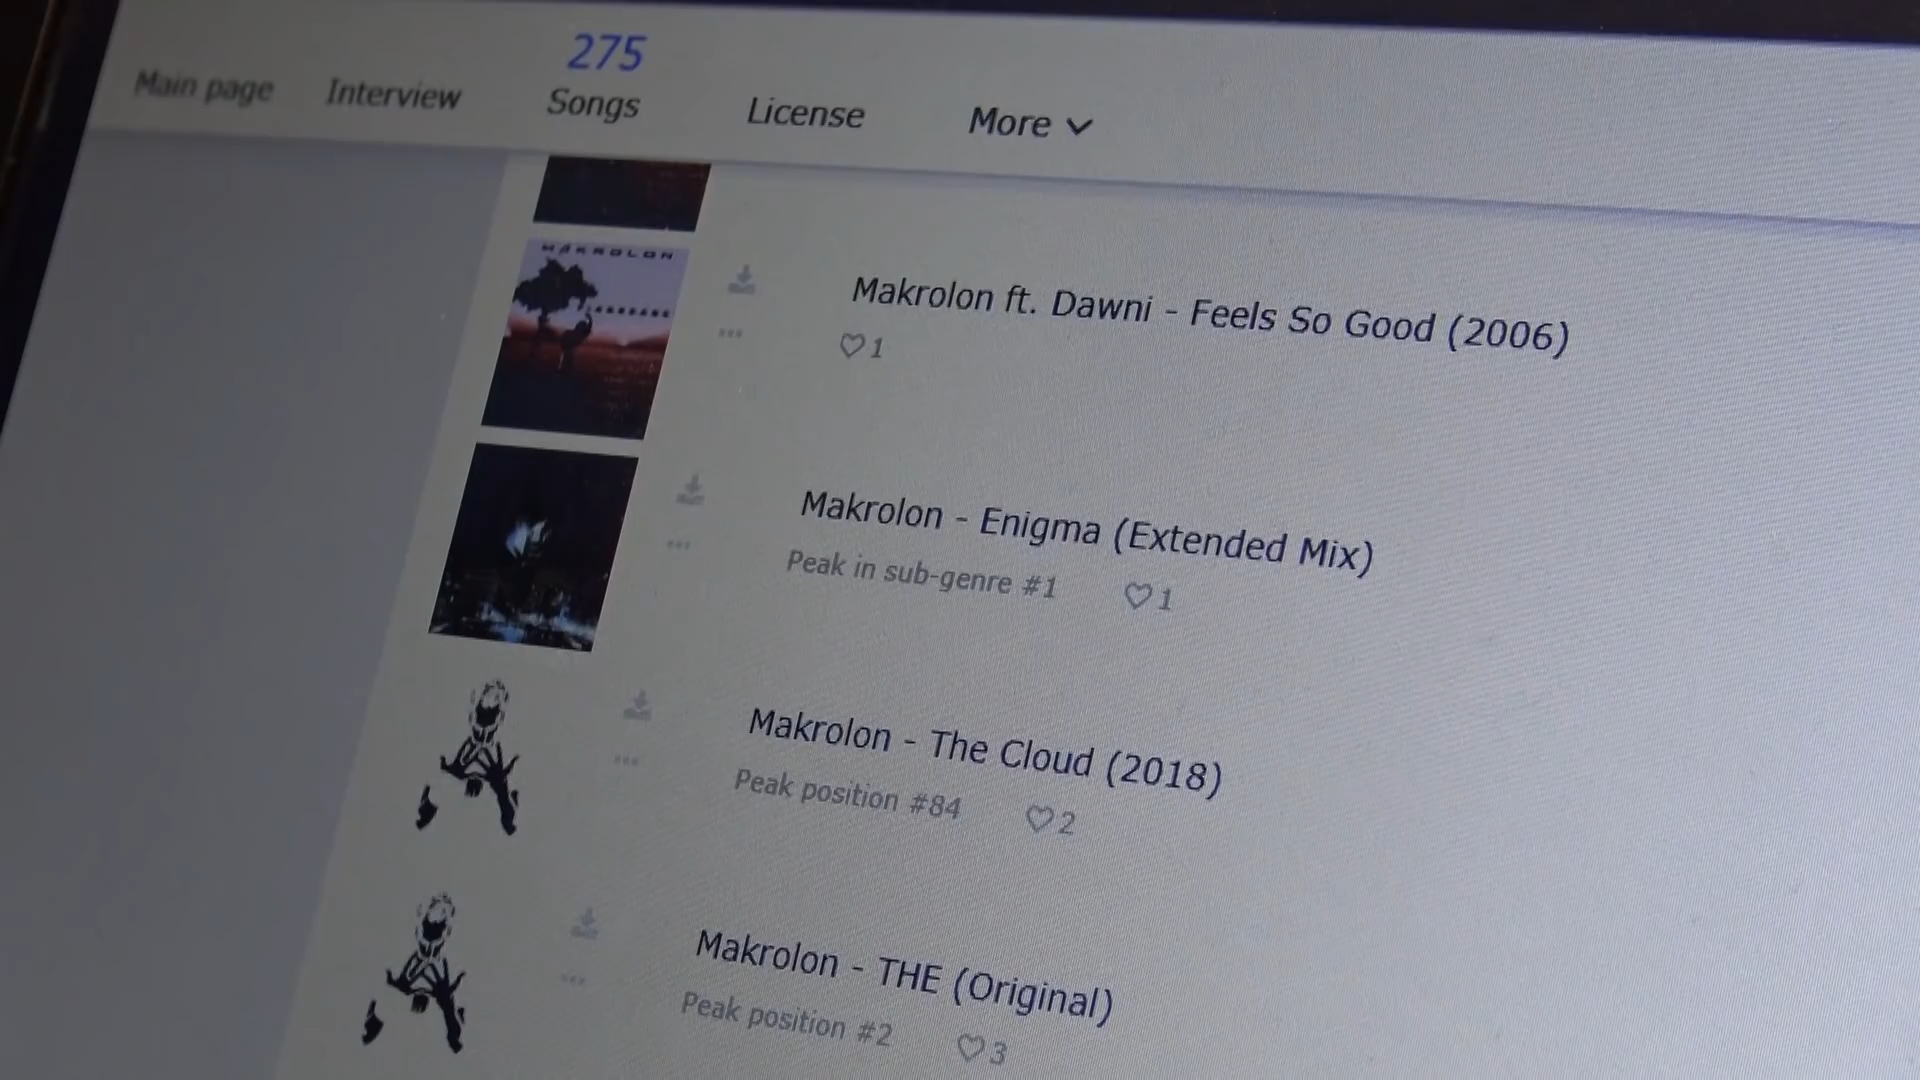 275
Main page Interview Songs License More
MAKROLON
Makrolon ft. Dawni - Feels So Good (2006)
1
Makrolon - Enigma (Extended Mix)
Peak in sub-genre #1 1
Makrolon - The Cloud (2018)
Peak position #84 2
Makrolon - THE (Original)
Peak position #2 3